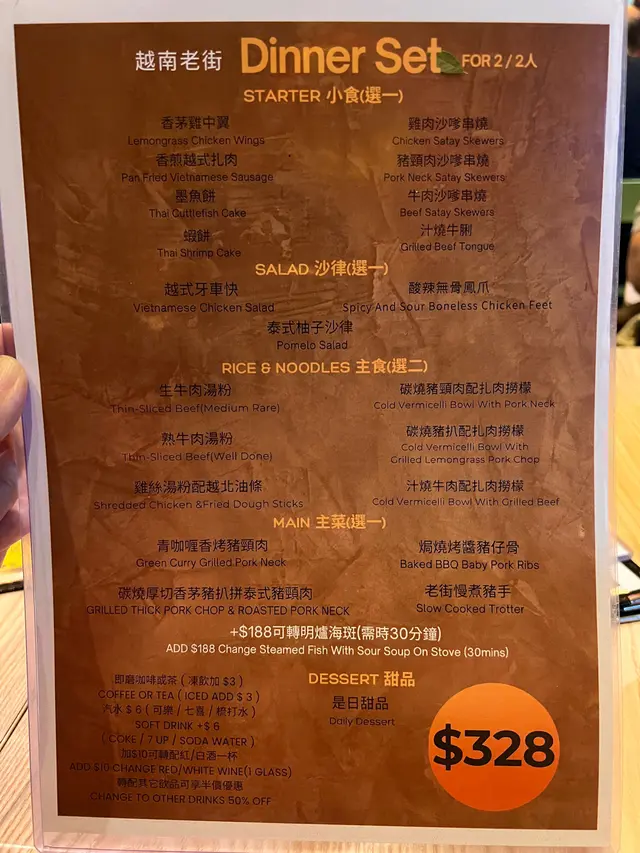 越南老街 Dinner Set FOR 2 / 2人
STARTER 小食(選一)
香茅雞中翼
Lemongrass Chicken Wings
香煎越式扎肉
Pan Fried Vietnamese Sausage
墨魚餅
Thai Cuttlefish Cake
蝦餅
Thai Shrimp Cake
雞肉沙嗲串燒
Chicken Satay Skewers
豬頸肉沙嗲串燒
Pork Neck Satay Skewers
牛肉沙嗲串燒
Beef Satay Skewers
汁燒牛脷
Grilled Beef Tongue
SALAD 沙律(選一)
越式牙車快
Vietnamese Chicken Salad
酸辣無骨鳳爪
Spicy And Sour Boneless Chicken Feet
泰式柚子沙律
Pomelo Salad
RICE & NOODLES 主食(選二)
生牛肉湯粉
Thin-Sliced Beef(Medium Rare)
熟牛肉湯粉
Thin-Sliced Beef(Well Done)
雞絲湯粉配越北油條
Shredded Chicken &Fried Dough Sticks
碳燒豬頸肉配扎肉撈檬
Cold Vermicelli Bowl With Pork Neck
碳燒豬扒配扎肉撈檬
Cold Vermicelli Bowl With
Grilled Lemongrass Pork Chop
汁燒牛肉配扎肉撈檬
Cold Vermicelli Bowl With Grilled Beef
MAIN 主菜(選一)
青咖喱香烤豬頸肉
Green Curry Grilled Pork Neck
碳燒厚切香茅豬扒拼泰式豬頸肉
GRILLED THICK PORK CHOP & ROASTED PORK NECK
焗燒烤醬豬仔骨
Baked BBQ Baby Pork Ribs
老街慢煮豬手
Slow Cooked Trotter
+$188可轉明爐海斑(需時30分鐘)
ADD $188 Change Steamed Fish With Sour Soup On Stove (30mins)
即磨咖啡或茶 ( 凍飲加 $3 )
COFFEE OR TEA ( ICED ADD $ 3 )
汽水 $ 6 ( 可樂 / 七喜 / 梳打水 )
SOFT DRINK +$ 6
( COKE / 7 UP / SODA WATER )
加$10可轉配紅/白酒一杯
ADD $10 CHANGE RED/WHITE WINE(1 GLASS)
轉配其它飲品可享半價優惠
CHANGE TO OTHER DRINKS 50% OFF
DESSERT 甜品
是日甜品
Daily Dessert
$328